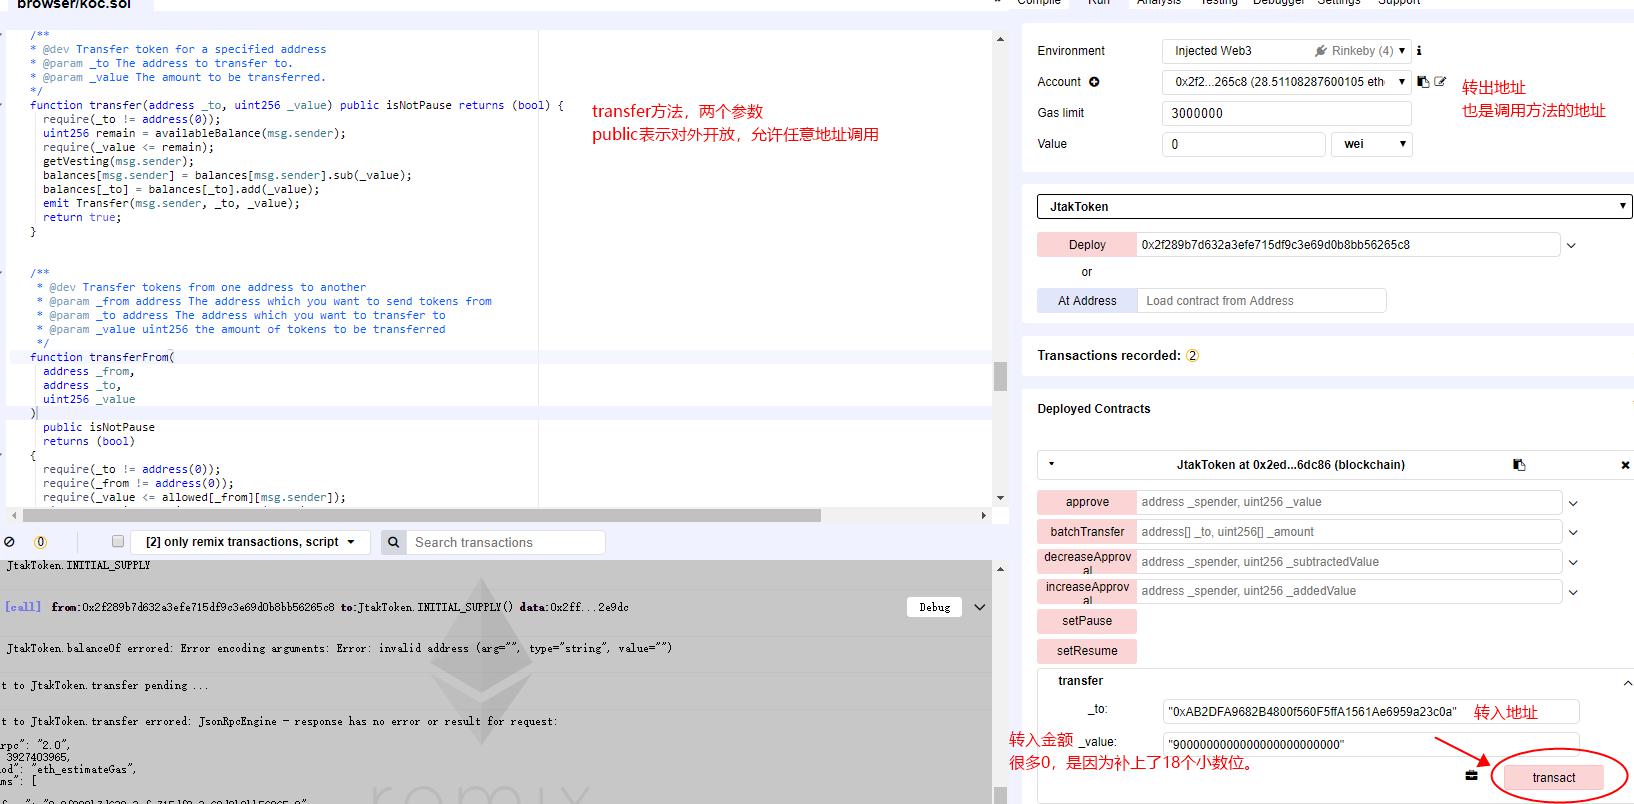 browser/koc.sol
/**
* @dev Transfer token for a specified address
* @param _to The address to transfer to.
* @param _value The amount to be transferred.
*/
function transfer(address _to, uint256 _value) public isNotPause returns (bool) {
require(_to != address(0));
uint256 remain = availableBalance(msg.sender);
require(_value <= remain);
getVesting(msg.sender);
balances[msg.sender] = balances[msg.sender].sub(_value);
balances[_to] = balances[_to].add(_value);
emit Transfer(msg.sender, _to, _value);
return true;
}
transfer方法，两个参数
public表示对外开放，允许任意地址调用
/**
* @dev Transfer tokens from one address to another
* @param _from address The address which you want to send tokens from
* @param _to address The address which you want to transfer to
* @param _value uint256 the amount of tokens to be transferred
*/
function transferFrom(
address _from,
address _to,
uint256 _value
)
public isNotPause
returns (bool)
{
require(_to != address(0));
require(_from != address(0));
require(_value <= allowed[_from][msg.sender]);
0
[2] only remix transactions, script
Search transactions
JtakToken.INITIAL_SUPPLY
[call] from:0x2f289b7d632a3efe715df9c3e69d0b8bb56265c8 to:JtakToken.INITIAL_SUPPLY() data:0x2ff...2e9dc
Debug
JtakToken.balanceOf errored: Error encoding arguments: Error: invalid address (arg="", type="string", value="")
t to JtakToken.transfer pending ...
t to JtakToken.transfer errored: JsonRpcEngine - response has no error or result for request:
rpc": "2.0",
3927403965,
od": "eth_estimateGas",
ms": [
remix
Compile Run Analysis Testing Debugger Settings Support
Environment Injected Web3 Rinkeby (4) i
Account 0x2f2...265c8 (28.51108287600105 eth
转出地址
也是调用方法的地址
Gas limit 3000000
Value 0 wei
JtakToken
Deploy 0x2f289b7d632a3efe715df9c3e69d0b8bb56265c8
or
At Address Load contract from Address
Transactions recorded: 2
Deployed Contracts
JtakToken at 0x2ed...6dc86 (blockchain)
approve address _spender, uint256 _value
batchTransfer address[] _to, uint256[] _amount
decreaseApproval address _spender, uint256 _subtractedValue
increaseApproval address _spender, uint256 _addedValue
setPause
setResume
transfer
_to: "0xAB2DFA9682B4800f560F5ffA1561Ae6959a23c0a" 转入地址
转入金额 _value:
很多0，是因为补上了18个小数位。
transact